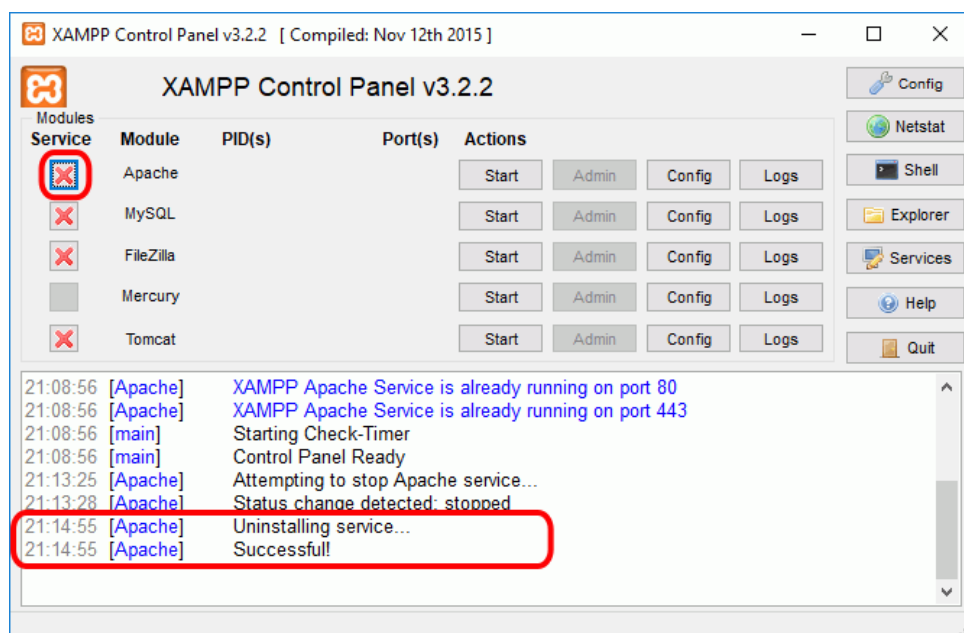 XAMPP Control Panel v3.2.2 [ Compiled: Nov 12th 2015 ]
XAMPP Control Panel v3.2.2
Config
Modules
Netstat
Service Module PID(s) Port(s) Actions
Apache Start Admin Config Logs
Shell
MySQL Start Admin Config Logs
Explorer
FileZilla Start Admin Config Logs
Services
Mercury Start Admin Config Logs
Help
Tomcat Start Admin Config Logs
Quit
21:08:56 [Apache] XAMPP Apache Service is already running on port 80
21:08:56 [Apache] XAMPP Apache Service is already running on port 443
21:08:56 [main] Starting Check-Timer
21:08:56 [main] Control Panel Ready
21:13:25 [Apache] Attempting to stop Apache service...
21:13:28 [Apache] Status change detected: stopped
21:14:55 [Apache] Uninstalling service...
21:14:55 [Apache] Successful!